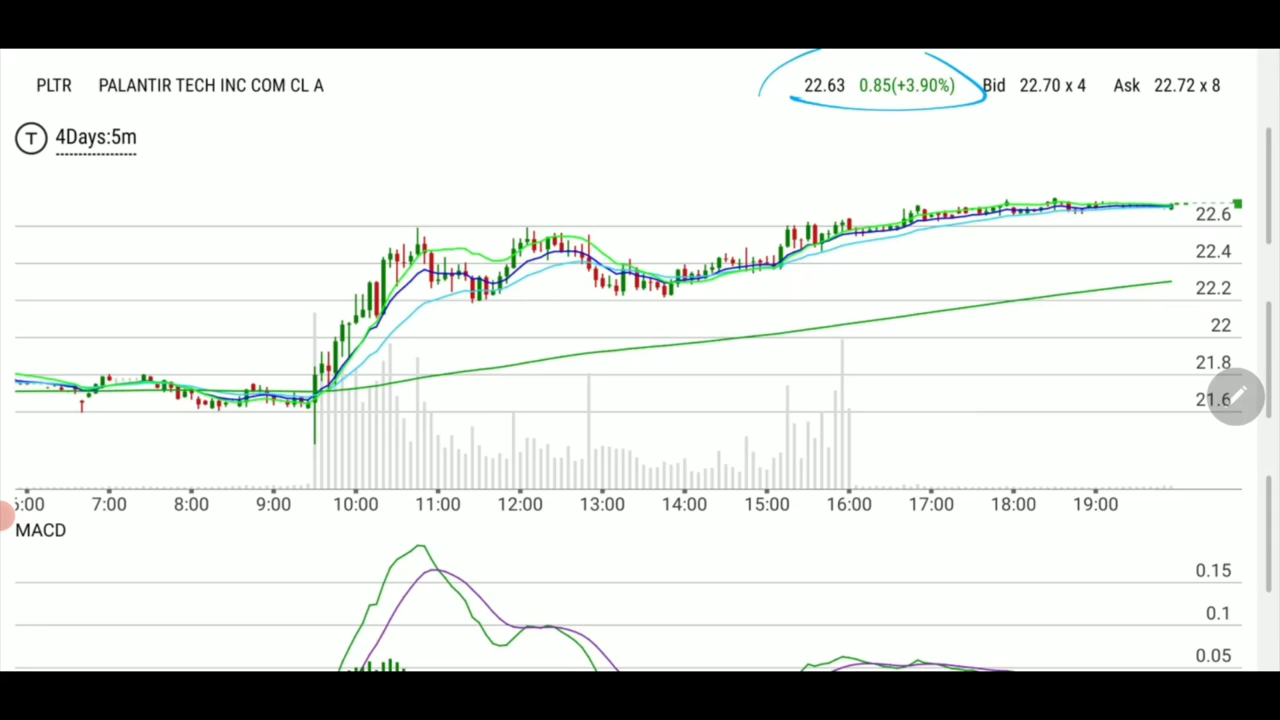 PLTR PALANTIR TECH INC COM CL A 22.63 0.85(+3.90%) Bid 22.70 x 4 Ask 22.72 x 8
T 4Days:5m
22.6
22.4
22.2
22
21.8
21.6
7:00 8:00 9:00 10:00 11:00 12:00 13:00 14:00 15:00 16:00 17:00 18:00 19:00
MACD
0.15
0.1
0.05